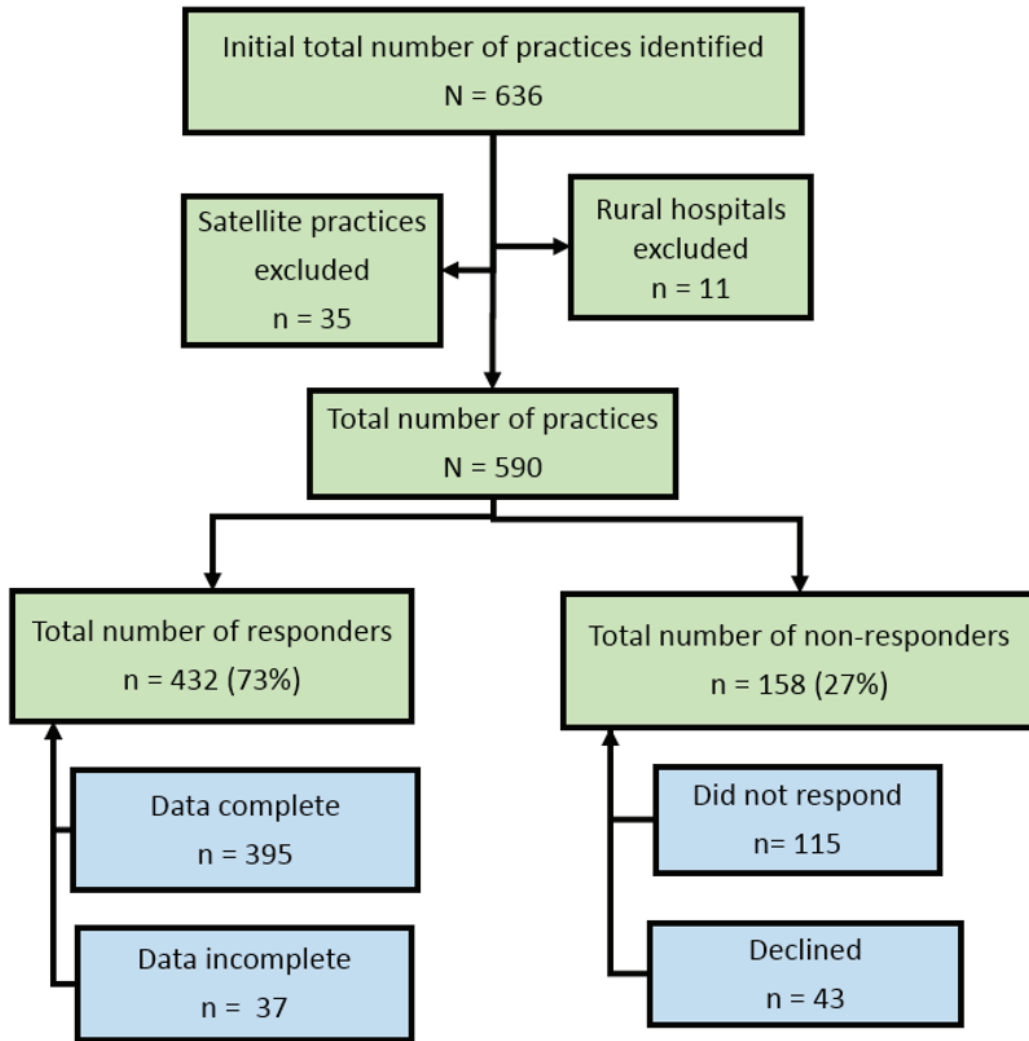 Initial total number of practices identified
N = 636
Satellite practices
excluded
n = 35
Rural hospitals
excluded
n = 11
Total number of practices
N = 590
Total number of responders
n = 432 (73%)
Total number of non-responders
n = 158 (27%)
Data complete
n = 395
Data incomplete
n =  37
Did not respond
n= 115
Declined
n = 43